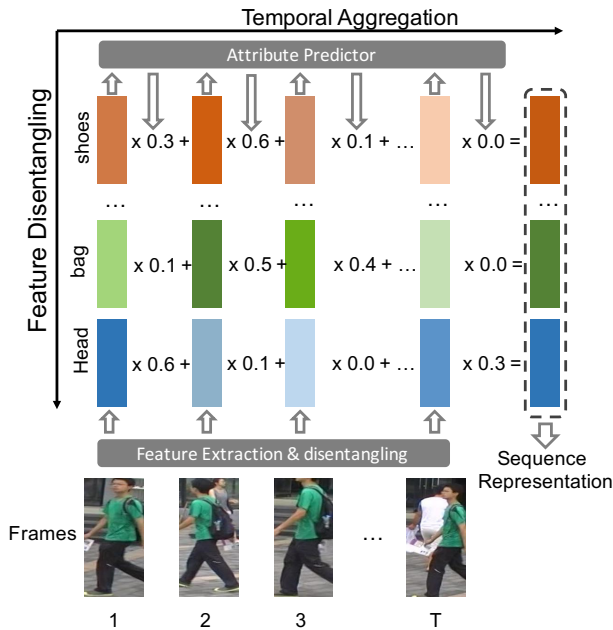 Temporal Aggregation
Attribute Predictor
Feature Disentangling
shoes
x 0.3 + x 0.6 + x 0.1 + ... x 0.0 =
... ... ... ... ...
bag
x 0.1 + x 0.5 + x 0.4 + ... x 0.0 =
Head
x 0.6 + x 0.1 + x 0.0 + ... x 0.3 =
Feature Extraction & disentangling
Sequence
Representation
Frames
...
1 2 3 T